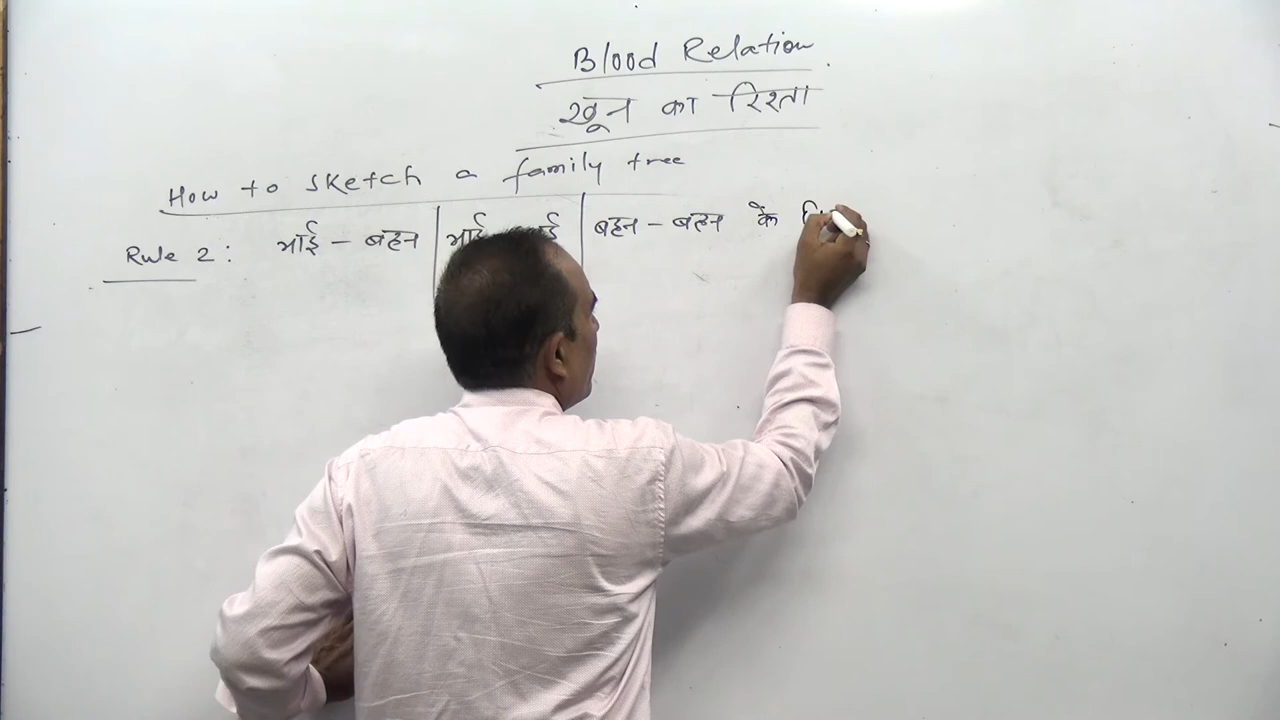 Blood Relation
खून का रिश्ता
How to sketch a family tree
Rule 2: भाई - बहन | भाई | बहन - बहन के